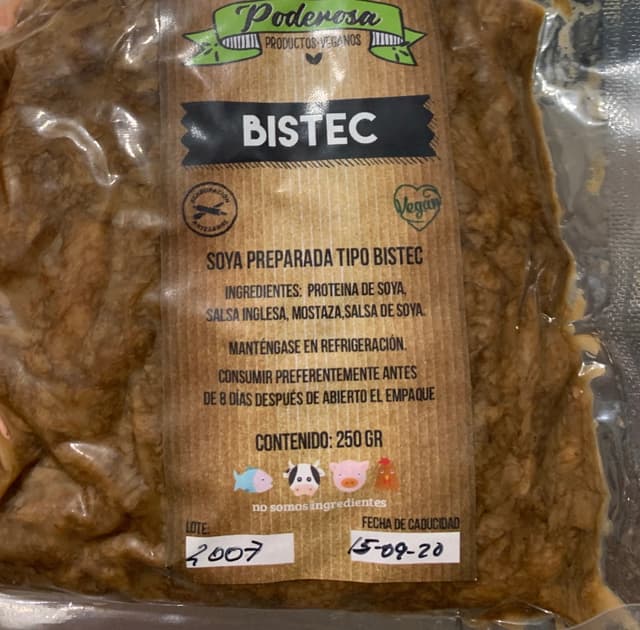 Poderosa
PRODUCTOS VEGANOS
BISTEC
ELABORACIÓN
ARTESANAL
Vegan
SOYA PREPARADA TIPO BISTEC
INGREDIENTES: PROTEINA DE SOYA,
SALSA INGLESA, MOSTAZA,SALSA DE SOYA.
MANTÉNGASE EN REFRIGERACIÓN.
CONSUMIR PREFERENTEMENTE ANTES
DE 8 DÍAS DESPUÉS DE ABIERTO EL EMPAQUE
CONTENIDO: 250 GR
no somos ingredientes
LOTE:
2007
FECHA DE CADUCIDAD
15-09-20